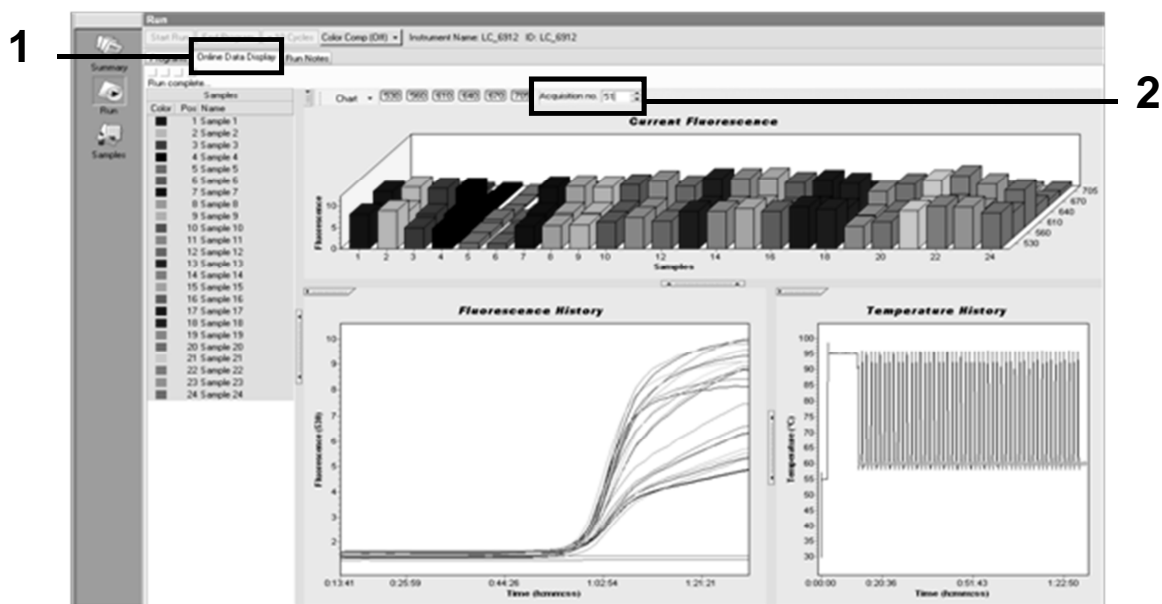 1
2
Run
Start Run
Cycles
Color Comp (Off)
Instrument Name: LC_6912 ID: LC_6912
Online Data Display
Run Notes
Run complete...
Summary
Run
Samples
Samples
Color Pos Name
1 Sample 1
2 Sample 2
3 Sample 3
4 Sample 4
5 Sample 5
6 Sample 6
7 Sample 7
8 Sample 8
9 Sample 9
10 Sample 10
11 Sample 11
12 Sample 12
13 Sample 13
14 Sample 14
15 Sample 15
16 Sample 16
17 Sample 17
18 Sample 18
19 Sample 19
20 Sample 20
21 Sample 21
22 Sample 22
23 Sample 23
24 Sample 24
Chart 530 560 610 640 670 705 Acquisition no. 51
Current Fluorescence
Fluorescence
10
5
0
1 2 3 4 5 6 7 8 9 10 12 14 16 18 20 22 24
Samples
705
670
640
610
560
530
Fluorescence History
Fluorescence (530)
10
9
8
7
6
5
4
3
2
0:13:41 0:25:59 0:44:26 1:02:54 1:21:21
Time (h:mm:ss)
Temperature History
Temperature (°C)
100
95
90
85
80
75
70
65
60
55
50
45
40
35
30
0:00:00 0:20:36 0:51:43 1:22:50
Time (h:mm:ss)